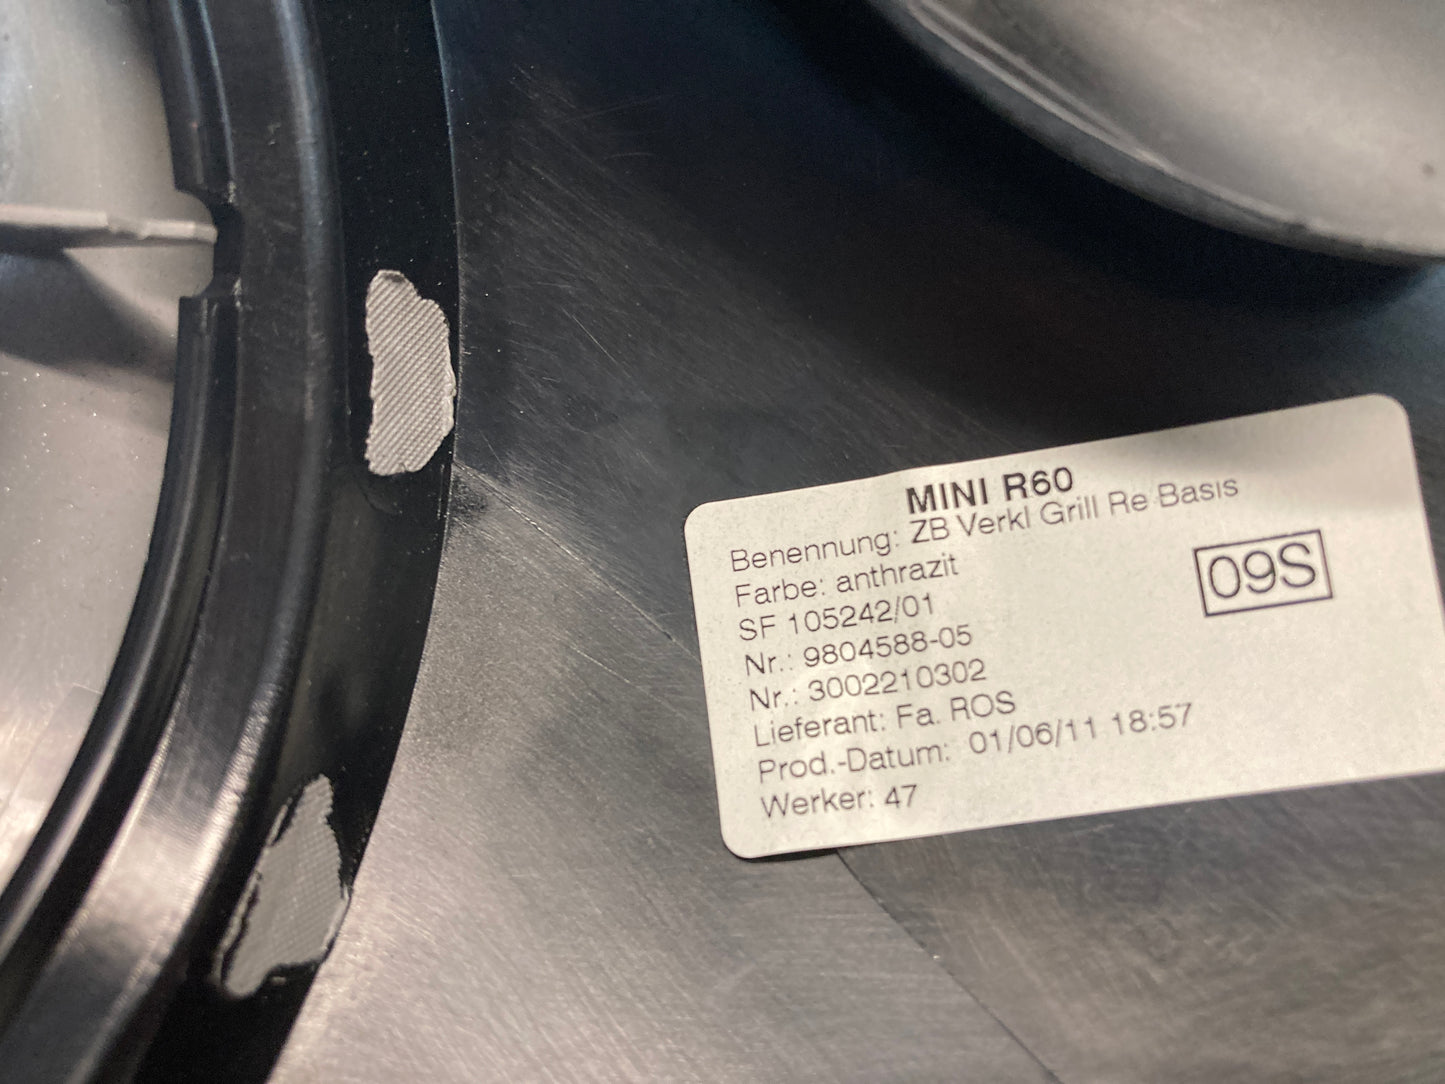 MINI R60
Benennung: ZB Verkl Grill Re Basis
Farbe: anthrazit
09S
SF 105242/01
Nr.: 9804588-05
Nr.: 3002210302
Lieferant: Fa. ROS
Prod.-Datum: 01/06/11 18:57
Werker: 47